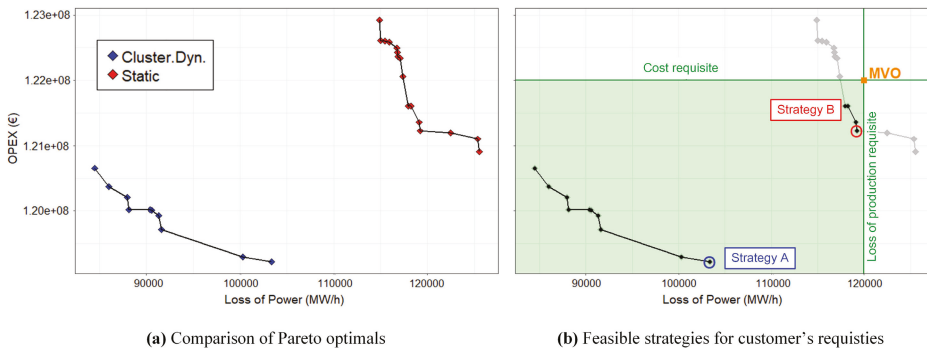 1.23e+08
1.22e+08
1.21e+08
1.20e+08
OPEX (€)
Cluster.Dyn.
Static
90000 100000 110000 120000
Loss of Power (MW/h)
(a) Comparison of Pareto optimals
Cost requisite
MVO
Strategy B
Loss of production requisite
Strategy A
90000 100000 110000 120000
Loss of Power (MW/h)
(b) Feasible strategies for customer's requisties